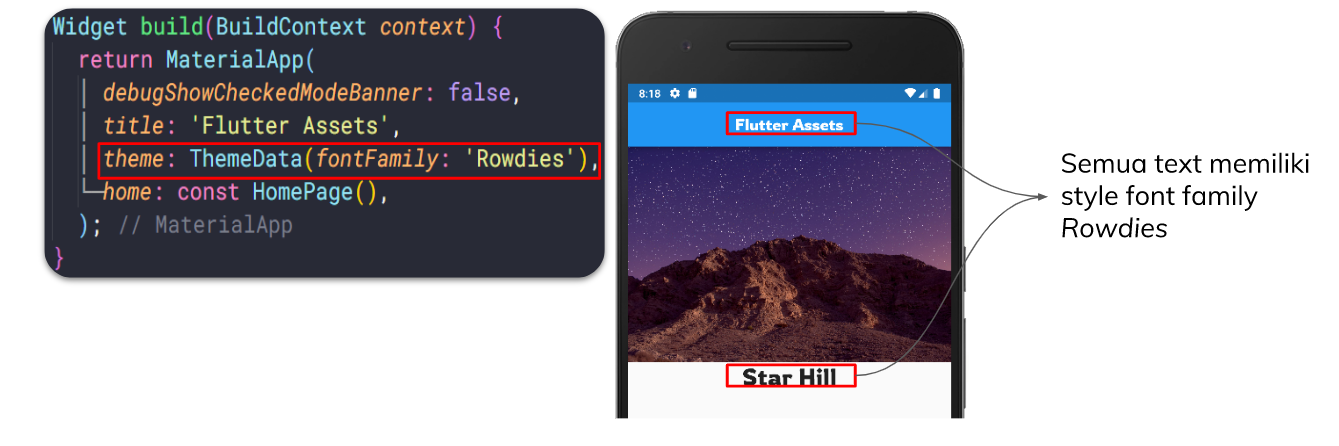 Widget build(BuildContext context) {
return MaterialApp(
debugShowCheckedModeBanner: false,
title: 'Flutter Assets',
theme: ThemeData(fontFamily: 'Rowdies'),
home: const HomePage(),
); // MaterialApp
}
8:18
Flutter Assets
Star Hill
Semua text memiliki
style font family
Rowdies